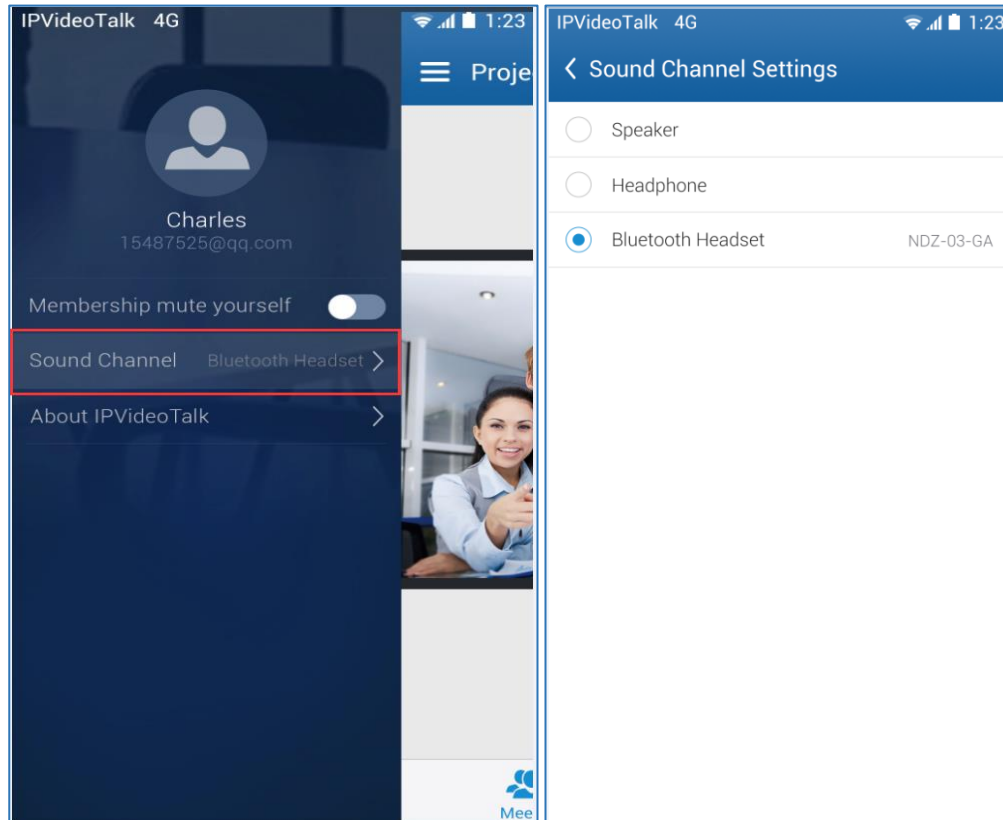 IPVideoTalk 4G 1:23
Proje
Charles
15487525@qq.com
Membership mute yourself
Sound Channel Bluetooth Headset
About IPVideoTalk
Mee
IPVideoTalk 4G 1:23
Sound Channel Settings
Speaker
Headphone
Bluetooth Headset NDZ-03-GA